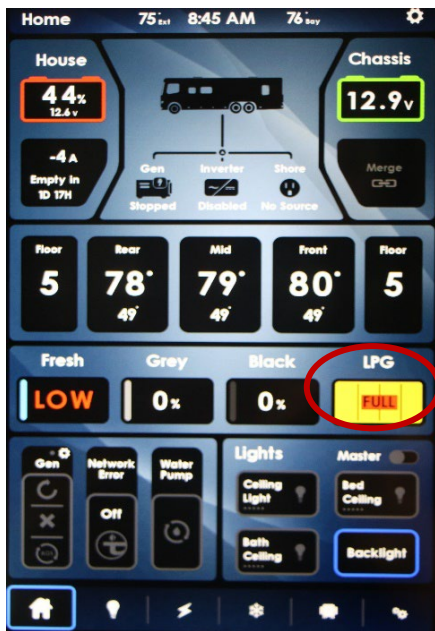 Home 75° Ext 8:45 AM 76° Bay
House
44%
12.6 v
-4 A
Empty in
1D 17H
Gen
Stopped
Inverter
Disabled
Shore
No Source
Chassis
12.9v
Merge
Floor
5
Rear
78°
49°
Mid
79°
49°
Front
80°
49°
Floor
5
Fresh
LOW
Grey
0%
Black
0%
LPG
FULL
Gen
Network
Error
Off
Water
Pump
Lights
Master
Ceiling
Light
Bed
Ceiling
Bath
Ceiling
Backlight